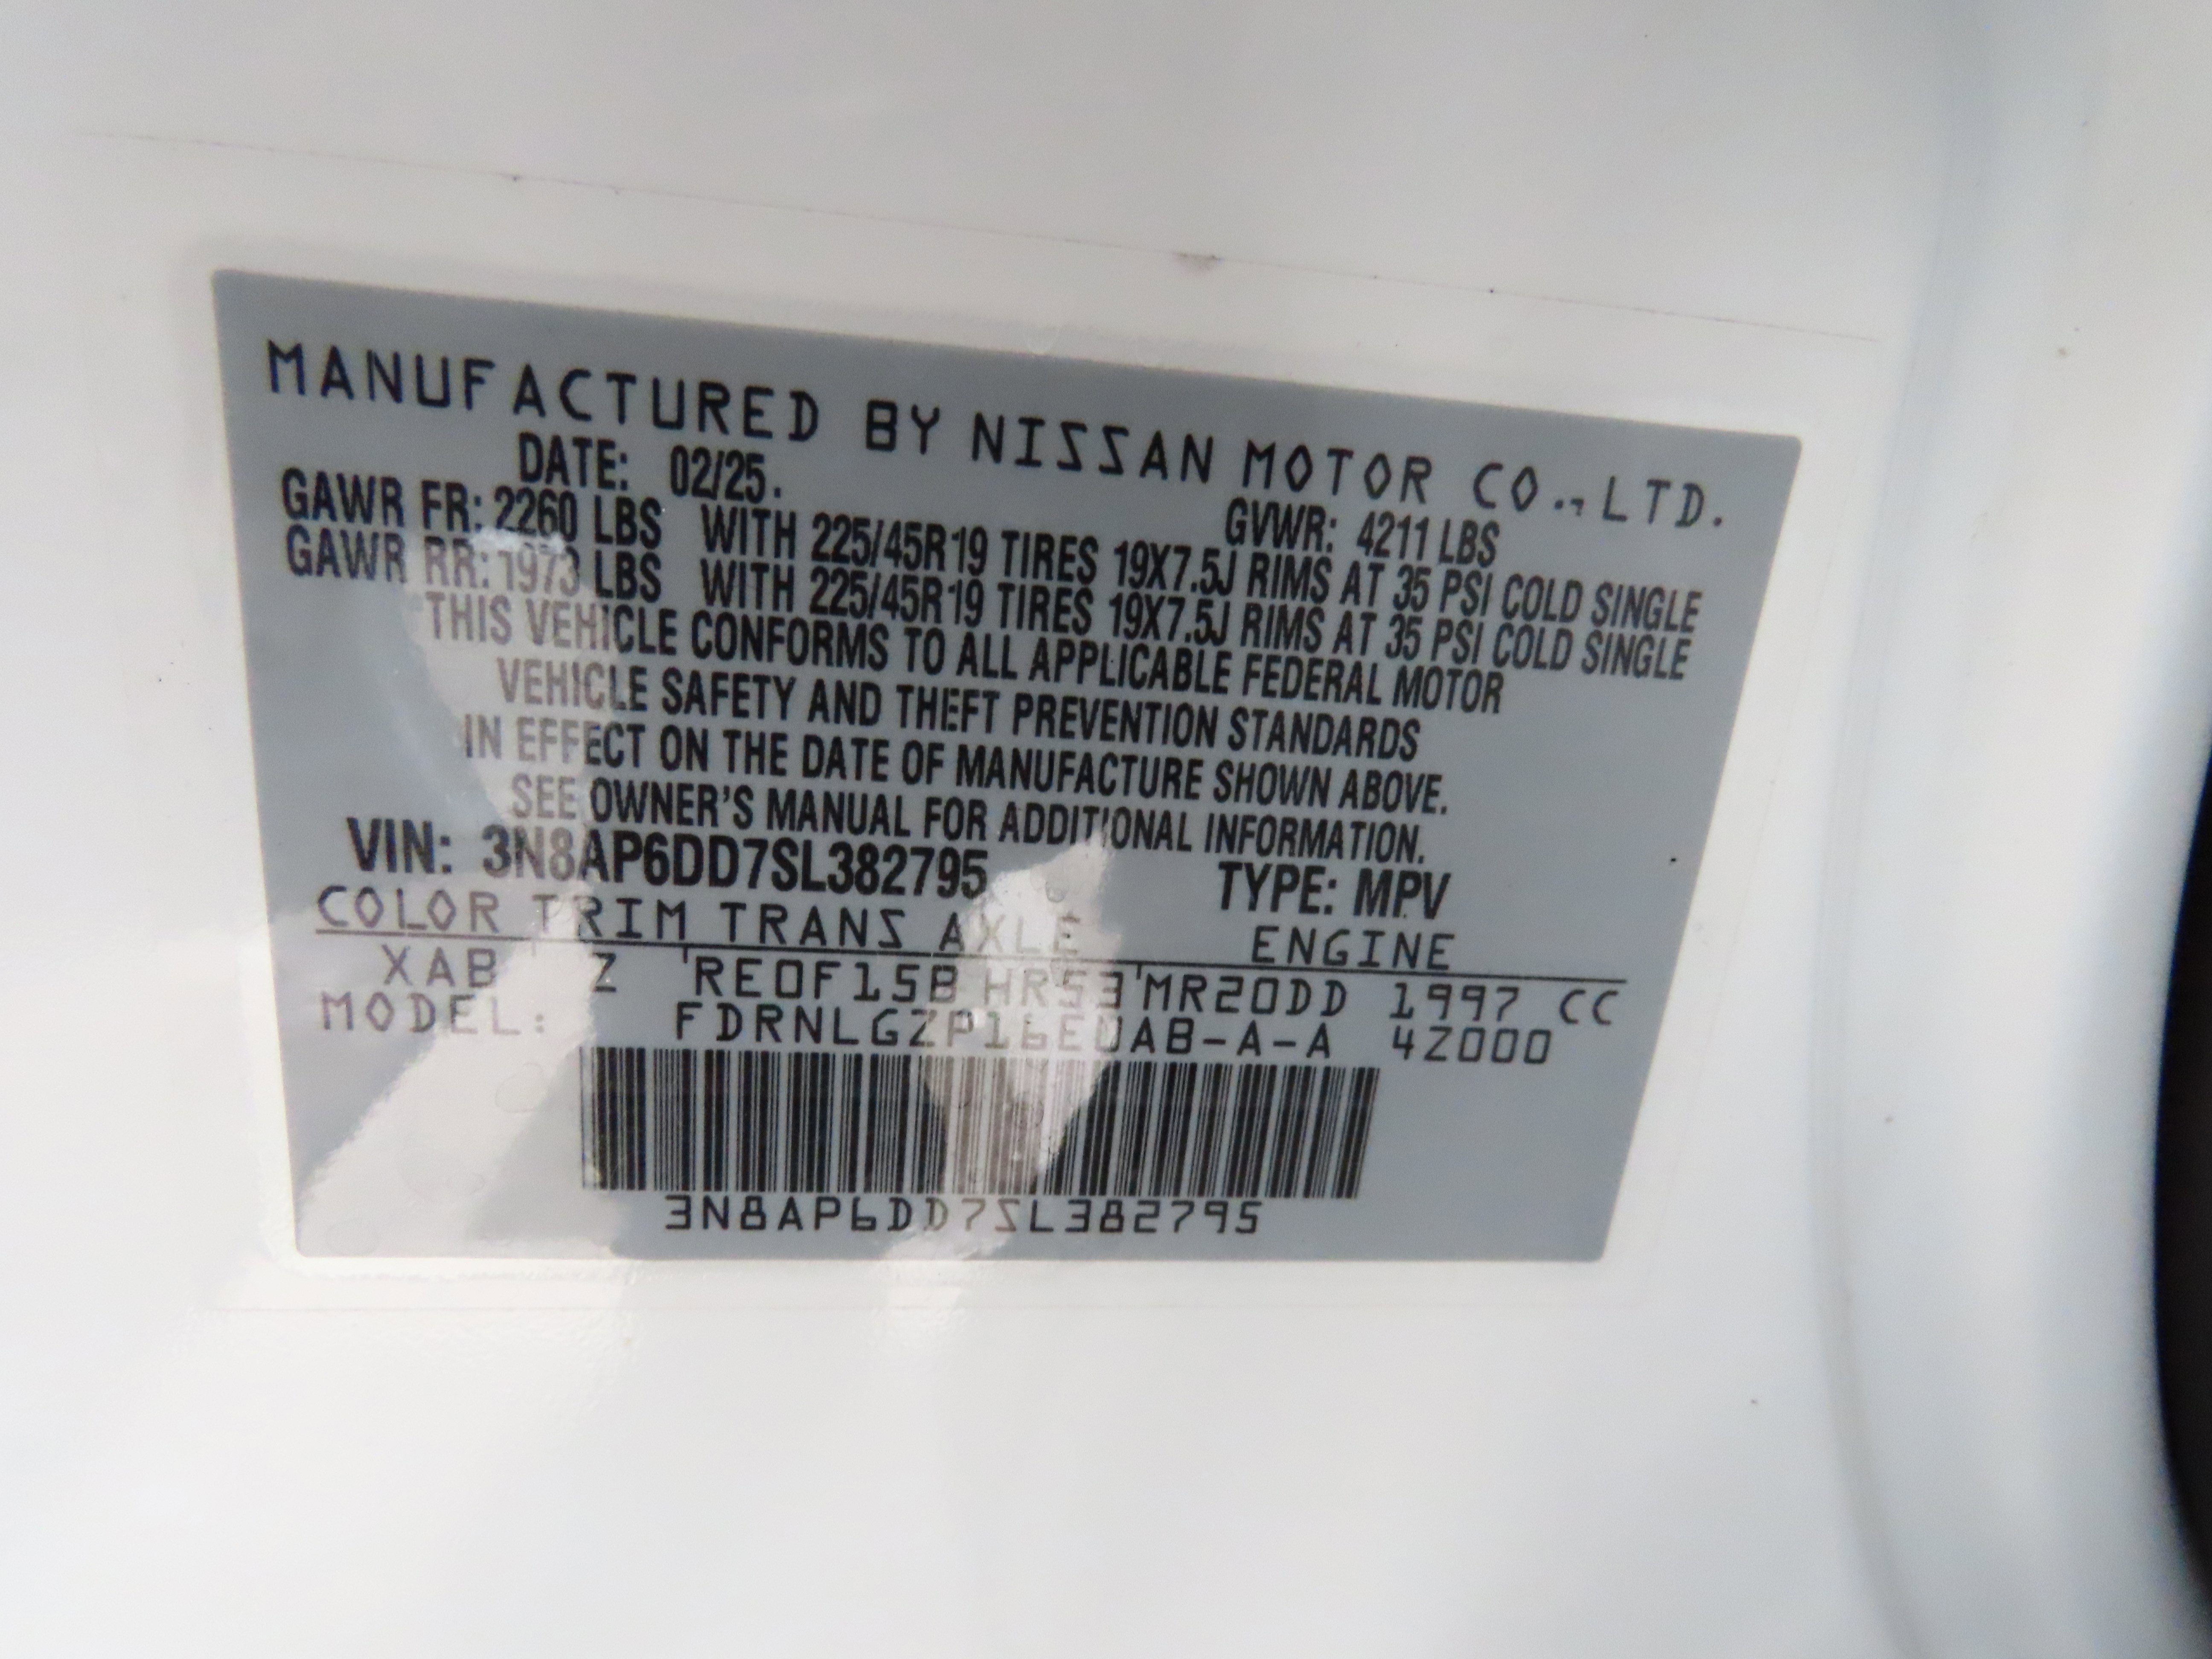 MANUFACTURED BY NISSAN MOTOR CO.,LTD.
DATE: 02/25. GVWR: 4211 LBS
GAWR FR: 2260 LBS WITH 225/45R19 TIRES 19X7.5J RIMS AT 35 PSI COLD SINGLE
GAWR RR: 1973 LBS WITH 225/45R19 TIRES 19X7.5J RIMS AT 35 PSI COLD SINGLE
THIS VEHICLE CONFORMS TO ALL APPLICABLE FEDERAL MOTOR
VEHICLE SAFETY AND THEFT PREVENTION STANDARDS
IN EFFECT ON THE DATE OF MANUFACTURE SHOWN ABOVE.
SEE OWNER'S MANUAL FOR ADDITIONAL INFORMATION.
VIN: 3N8AP6DD7SL382795 TYPE: MPV
COLOR TRIM TRANS AXLE ENGINE
XAB Z RE0F15B HR53 MR20DD 1997 CC
MODEL: FDRNLGZP16EUAB-A-A 4Z000
3N8AP6DD7SL382795